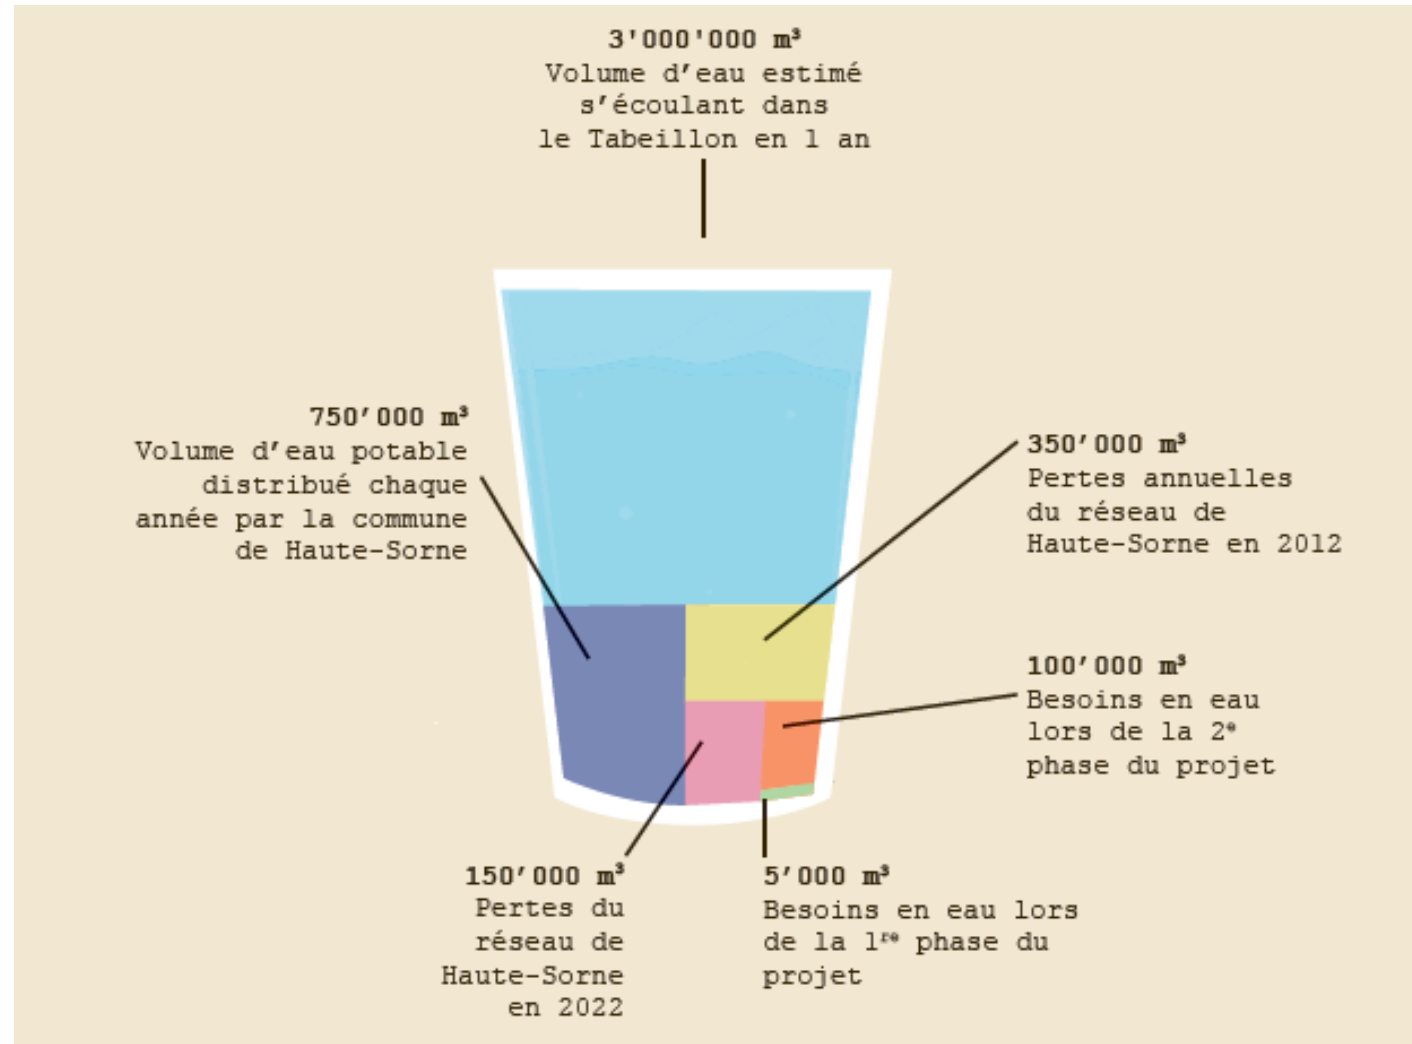 3'000'000 m³
Volume d'eau estimé
s'écoulant dans
le Tabeillon en 1 an
750’000 m³
Volume d’eau potable
distribué chaque
année par la commune
de Haute-Sorne
350’000 m³
Pertes annuelles
du réseau de
Haute-Sorne en 2012
100’000 m³
Besoins en eau
lors de la 2ᵉ
phase du projet
150’000 m³
Pertes du
réseau de
Haute-Sorne
en 2022
5’000 m³
Besoins en eau lors
de la 1ʳᵉ phase du
projet